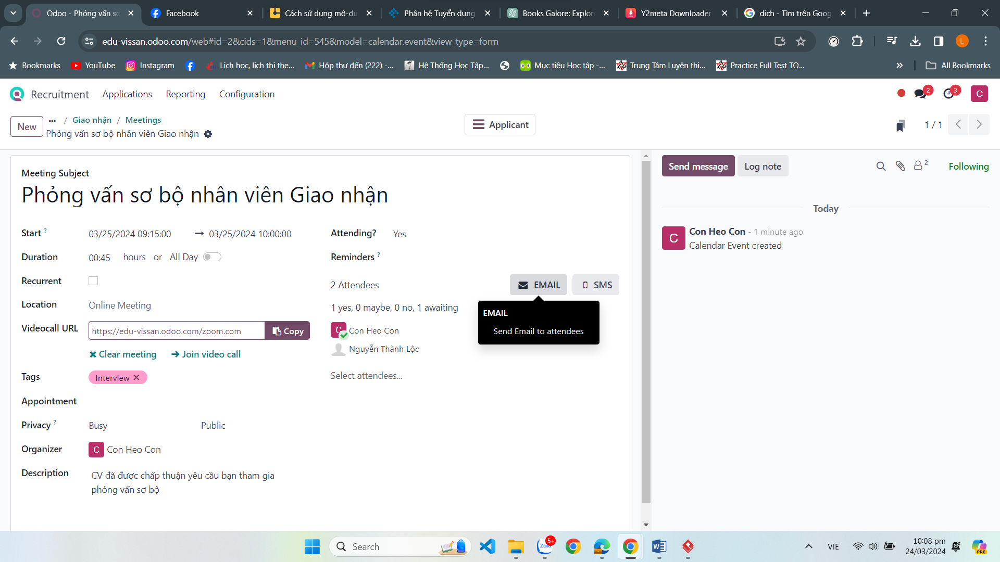 Odoo - Phỏng vấn sơ
Facebook
Cách sử dụng mô-đu
Phân hệ Tuyển dụng
Books Galore: Explor
Y2meta Downloader
dich - Tìm trên Goog
edu-vissan.odoo.com/web#id=2&cids=1&menu_id=545&model=calendar.event&view_type=form
L
Bookmarks
YouTube
Instagram
Lịch học, lịch thi the...
Hộp thư đến (222) -...
Hệ Thống Học Tập...
Mục tiêu Học tập -...
Trung Tâm Luyện thi...
Practice Full Test TO...
All Bookmarks
Recruitment
Applications
Reporting
Configuration
2
3
C
New
... / Giao nhận / Meetings
Phỏng vấn sơ bộ nhân viên Giao nhận
Applicant
1 / 1
Meeting Subject
Phỏng vấn sơ bộ nhân viên Giao nhận
Start ?
03/25/2024 09:15:00 → 03/25/2024 10:00:00
Duration
00:45 hours or All Day
Recurrent
Location
Online Meeting
Videocall URL
https://edu-vissan.odoo.com/zoom.com
Copy
Clear meeting
Join video call
Tags
Interview
Appointment
Privacy ?
Busy
Public
Organizer
C
Con Heo Con
Description
CV đã được chấp thuận yêu cầu bạn tham gia
phỏng vấn sơ bộ
Attending?
Yes
Reminders ?
2 Attendees
EMAIL
SMS
1 yes, 0 maybe, 0 no, 1 awaiting
EMAIL
Send Email to attendees
C
Con Heo Con
Nguyễn Thành Lộc
Select attendees...
Send message
Log note
2
Following
Today
C
Con Heo Con - 1 minute ago
Calendar Event created
Search
Zalo
5+
VIE
10:08 pm
24/03/2024
PRE